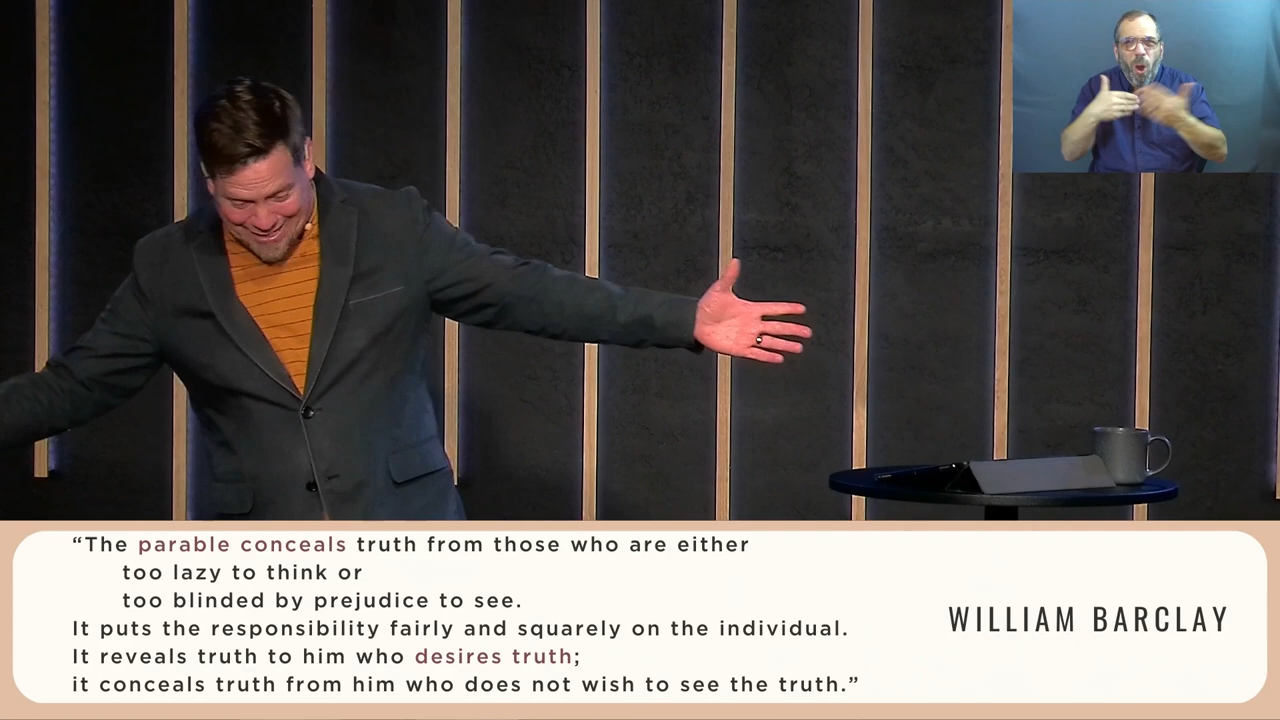 “The parable conceals truth from those who are either
too lazy to think or
too blinded by prejudice to see.
It puts the responsibility fairly and squarely on the individual.
It reveals truth to him who desires truth;
it conceals truth from him who does not wish to see the truth.”
WILLIAM BARCLAY